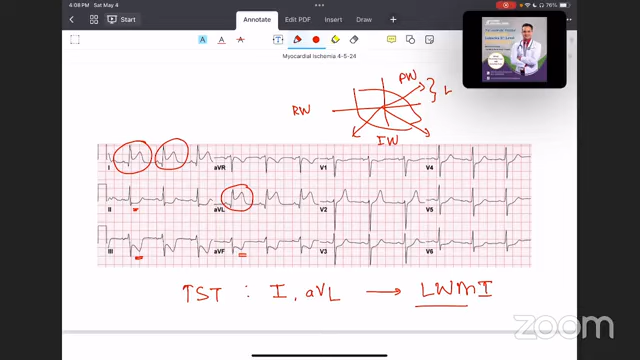 4:08 PM Sat May 4
76%
Start
Annotate
Edit PDF
Insert
Draw
Myocardial Ischemia 4-5-24
PW
L
RW
IW
I
aVR
V1
V4
II
aVL
V2
V5
III
aVF
V3
V6
↑ST : I, aVL → LWMI
zoom